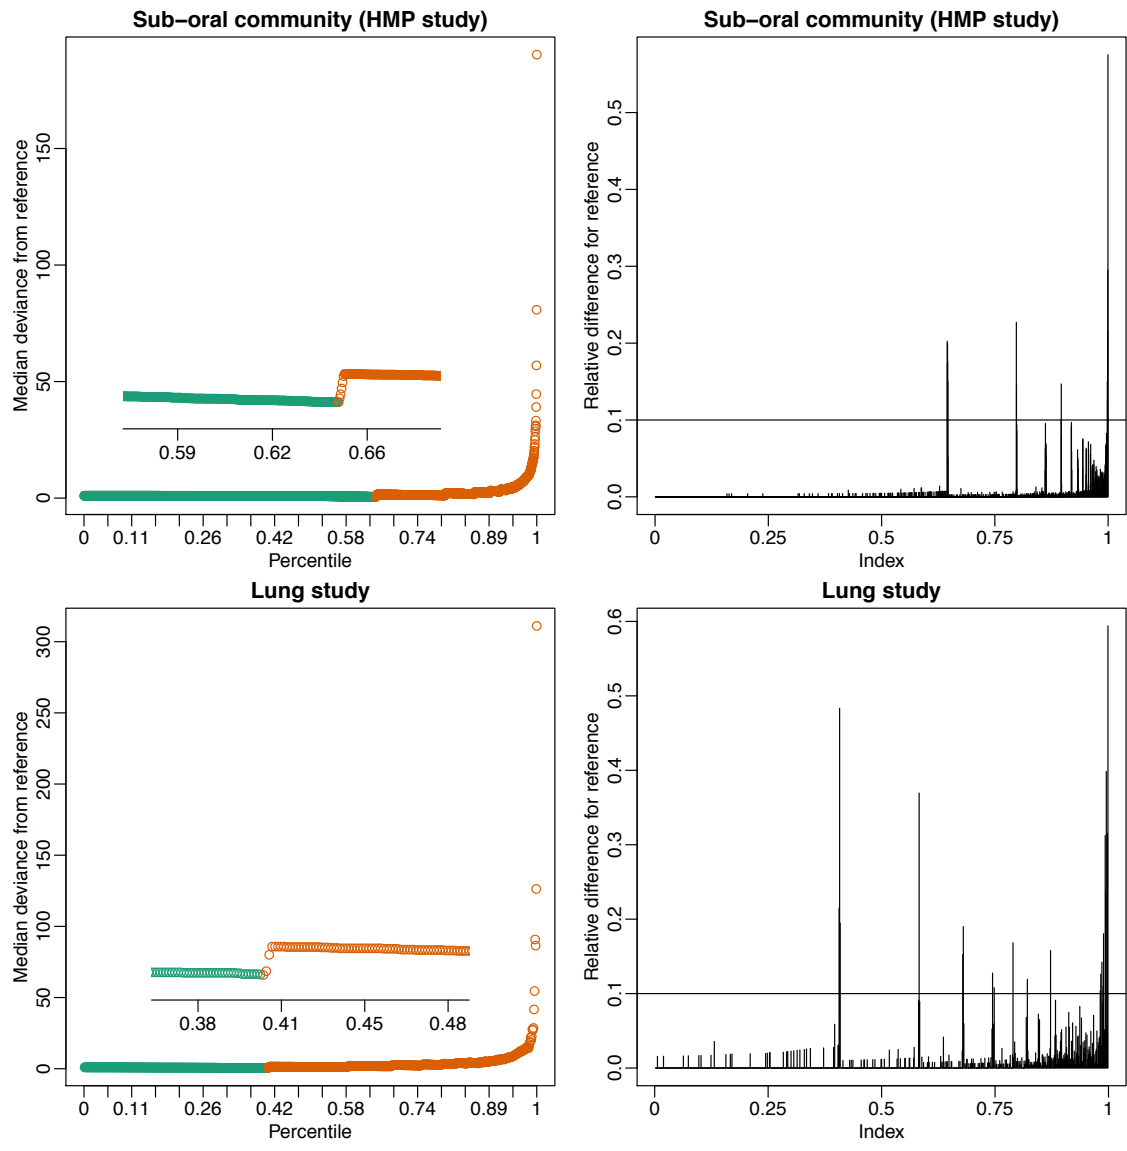 Sub−oral community (HMP study)
Median deviance from reference
0 50 100 150
0.59 0.62 0.66
0 0.11 0.26 0.42 0.58 0.74 0.89 1
Percentile
Sub−oral community (HMP study)
Relative difference for reference
0.0 0.1 0.2 0.3 0.4 0.5
0 0.25 0.5 0.75 1
Index
Lung study
Median deviance from reference
0 50 100 150 200 250 300
0.38 0.41 0.45 0.48
0 0.11 0.26 0.42 0.58 0.74 0.89 1
Percentile
Lung study
Relative difference for reference
0.0 0.1 0.2 0.3 0.4 0.5 0.6
0 0.25 0.5 0.75 1
Index